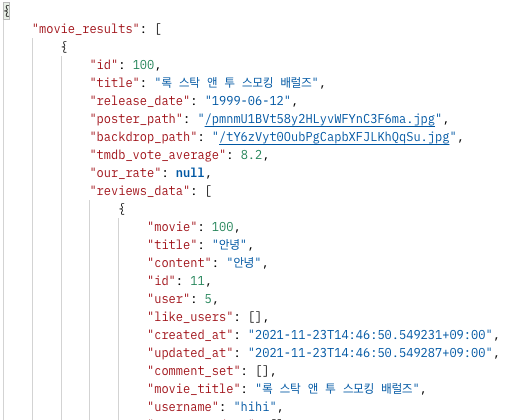 {
"movie_results": [
{
"id": 100,
"title": "록 스탁 앤 투 스모킹 배럴즈",
"release_date": "1999-06-12",
"poster_path": "/pmnmU1BVt58y2HLyvWFYnC3F6ma.jpg",
"backdrop_path": "/tY6zVyt0OubPgCapbXFJLKhQqSu.jpg",
"tmdb_vote_average": 8.2,
"our_rate": null,
"reviews_data": [
{
"movie": 100,
"title": "안녕",
"content": "안녕",
"id": 11,
"user": 5,
"like_users": [],
"created_at": "2021-11-23T14:46:50.549231+09:00",
"updated_at": "2021-11-23T14:46:50.549287+09:00",
"comment_set": [],
"movie_title": "록 스탁 앤 투 스모킹 배럴즈",
"username": "hihi",